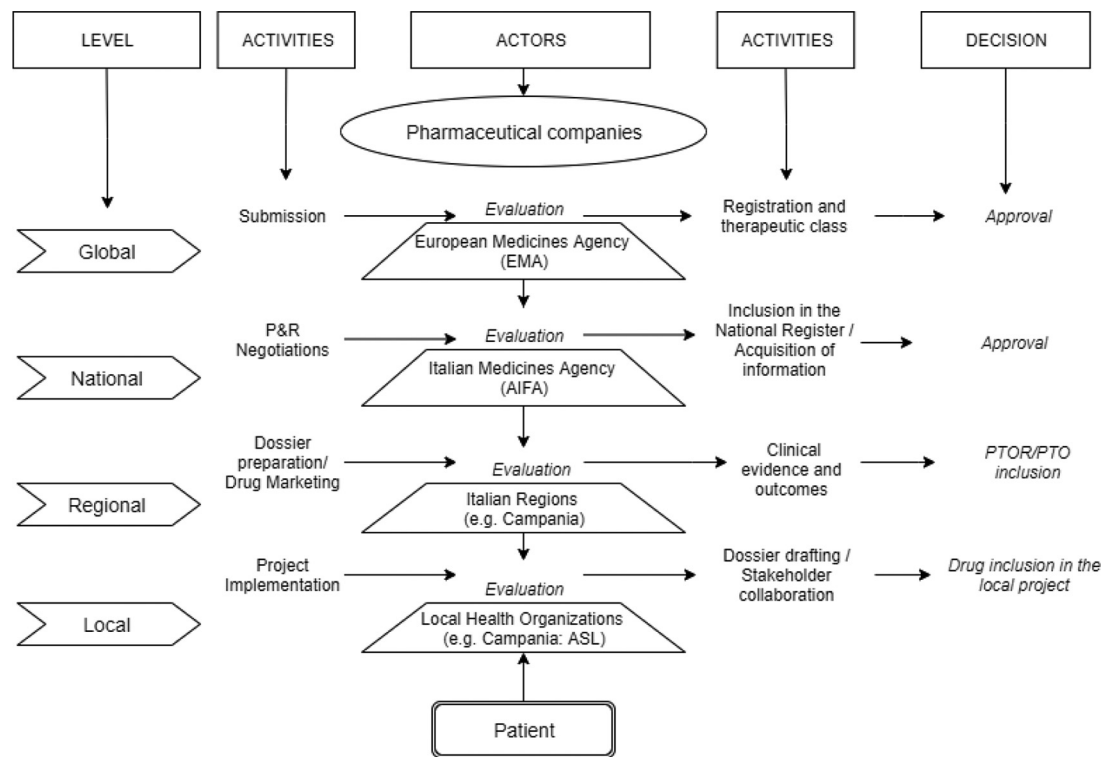 LEVEL
ACTIVITIES
ACTORS
ACTIVITIES
DECISION
Pharmaceutical companies
Global
Submission
Evaluation
European Medicines Agency
(EMA)
Registration and
therapeutic class
Approval
National
P&R
Negotiations
Evaluation
Italian Medicines Agency
(AIFA)
Inclusion in the
National Register /
Acquisition of
information
Approval
Regional
Dossier
preparation/
Drug Marketing
Evaluation
Italian Regions
(e.g. Campania)
Clinical
evidence and
outcomes
PTOR/PTO
inclusion
Local
Project
Implementation
Evaluation
Local Health Organizations
(e.g. Campania: ASL)
Dossier drafting /
Stakeholder
collaboration
Drug inclusion in the
local project
Patient